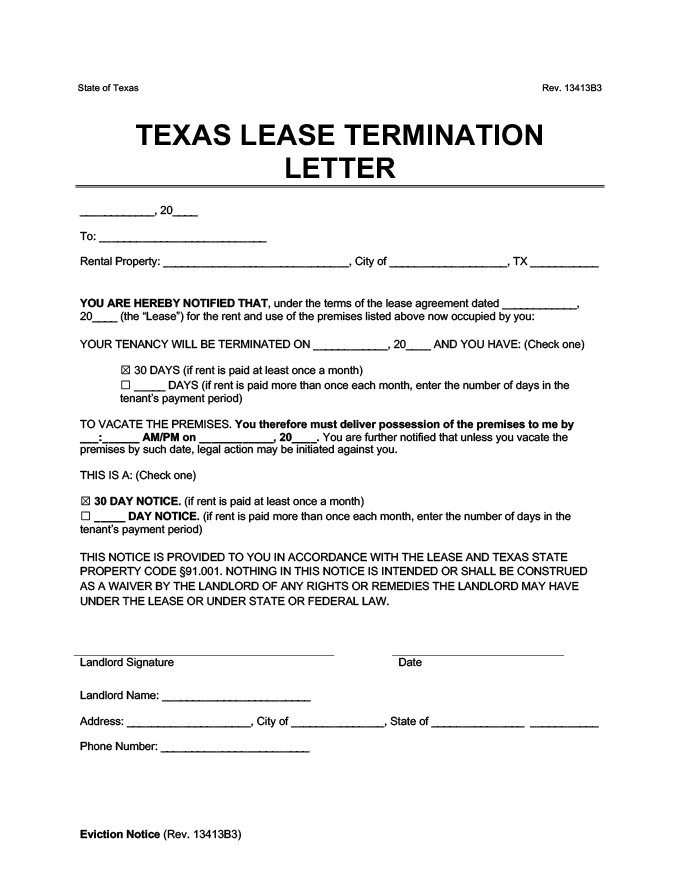 State of Texas Rev. 13413B3
TEXAS LEASE TERMINATION
LETTER
____________, 20____
To: ___________________________
Rental Property: ______________________________, City of ___________________, TX ___________
YOU ARE HEREBY NOTIFIED THAT, under the terms of the lease agreement dated ____________,
20____ (the “Lease”) for the rent and use of the premises listed above now occupied by you:
YOUR TENANCY WILL BE TERMINATED ON ____________, 20____ AND YOU HAVE: (Check one)
☒ 30 DAYS (if rent is paid at least once a month)
☐ _____ DAYS (if rent is paid more than once each month, enter the number of days in the
tenant’s payment period)
TO VACATE THE PREMISES. You therefore must deliver possession of the premises to me by
___:______ AM/PM on ____________, 20____. You are further notified that unless you vacate the
premises by such date, legal action may be initiated against you.
THIS IS A: (Check one)
☒ 30 DAY NOTICE. (if rent is paid at least once a month)
☐ _____ DAY NOTICE. (if rent is paid more than once each month, enter the number of days in the
tenant’s payment period)
THIS NOTICE IS PROVIDED TO YOU IN ACCORDANCE WITH THE LEASE AND TEXAS STATE
PROPERTY CODE §91.001. NOTHING IN THIS NOTICE IS INTENDED OR SHALL BE CONSTRUED
AS A WAIVER BY THE LANDLORD OF ANY RIGHTS OR REMEDIES THE LANDLORD MAY HAVE
UNDER THE LEASE OR UNDER STATE OR FEDERAL LAW.
Landlord Signature Date
Landlord Name: ________________________
Address: ____________________, City of _______________, State of _______________ ___________
Phone Number: ________________________
Eviction Notice (Rev. 13413B3)